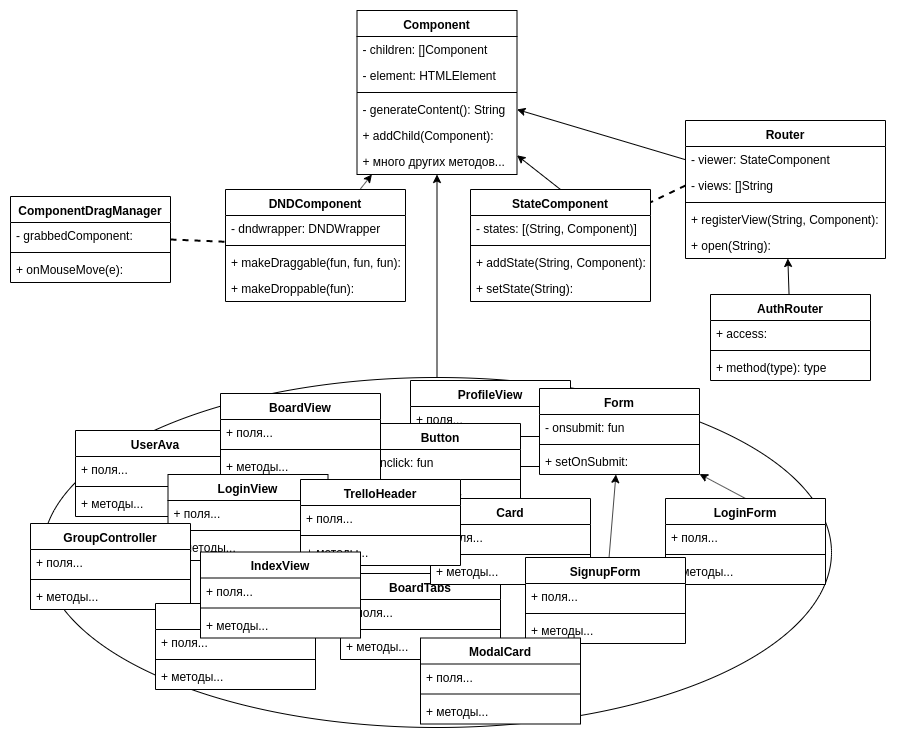 Component
- children: []Component
- element: HTMLElement
- generateContent(): String
+ addChild(Component):
+ много других методов...
Router
- viewer: StateComponent
- views: []String
+ registerView(String, Component):
+ open(String):
ComponentDragManager
- grabbedComponent:
+ onMouseMove(e):
DNDComponent
- dndwrapper: DNDWrapper
+ makeDraggable(fun, fun, fun):
+ makeDroppable(fun):
StateComponent
- states: [(String, Component)]
+ addState(String, Component):
+ setState(String):
AuthRouter
+ access:
+ method(type): type
ProfileView
+ поля...
BoardView
+ поля...
+ методы...
Form
- onsubmit: fun
+ setOnSubmit:
UserAva
+ поля...
+ методы...
Button
nclick: fun
LoginView
+ поля...
етоды...
TrelloHeader
+ поля...
+ методы...
Card
ля...
+ методы...
LoginForm
+ поля...
методы...
GroupController
+ поля...
+ методы...
IndexView
+ поля...
+ методы...
BoardTabs
поля...
+ методы...
SignupForm
+ поля...
+ методы...
+ поля...
+ методы...
ModalCard
+ поля...
+ методы...